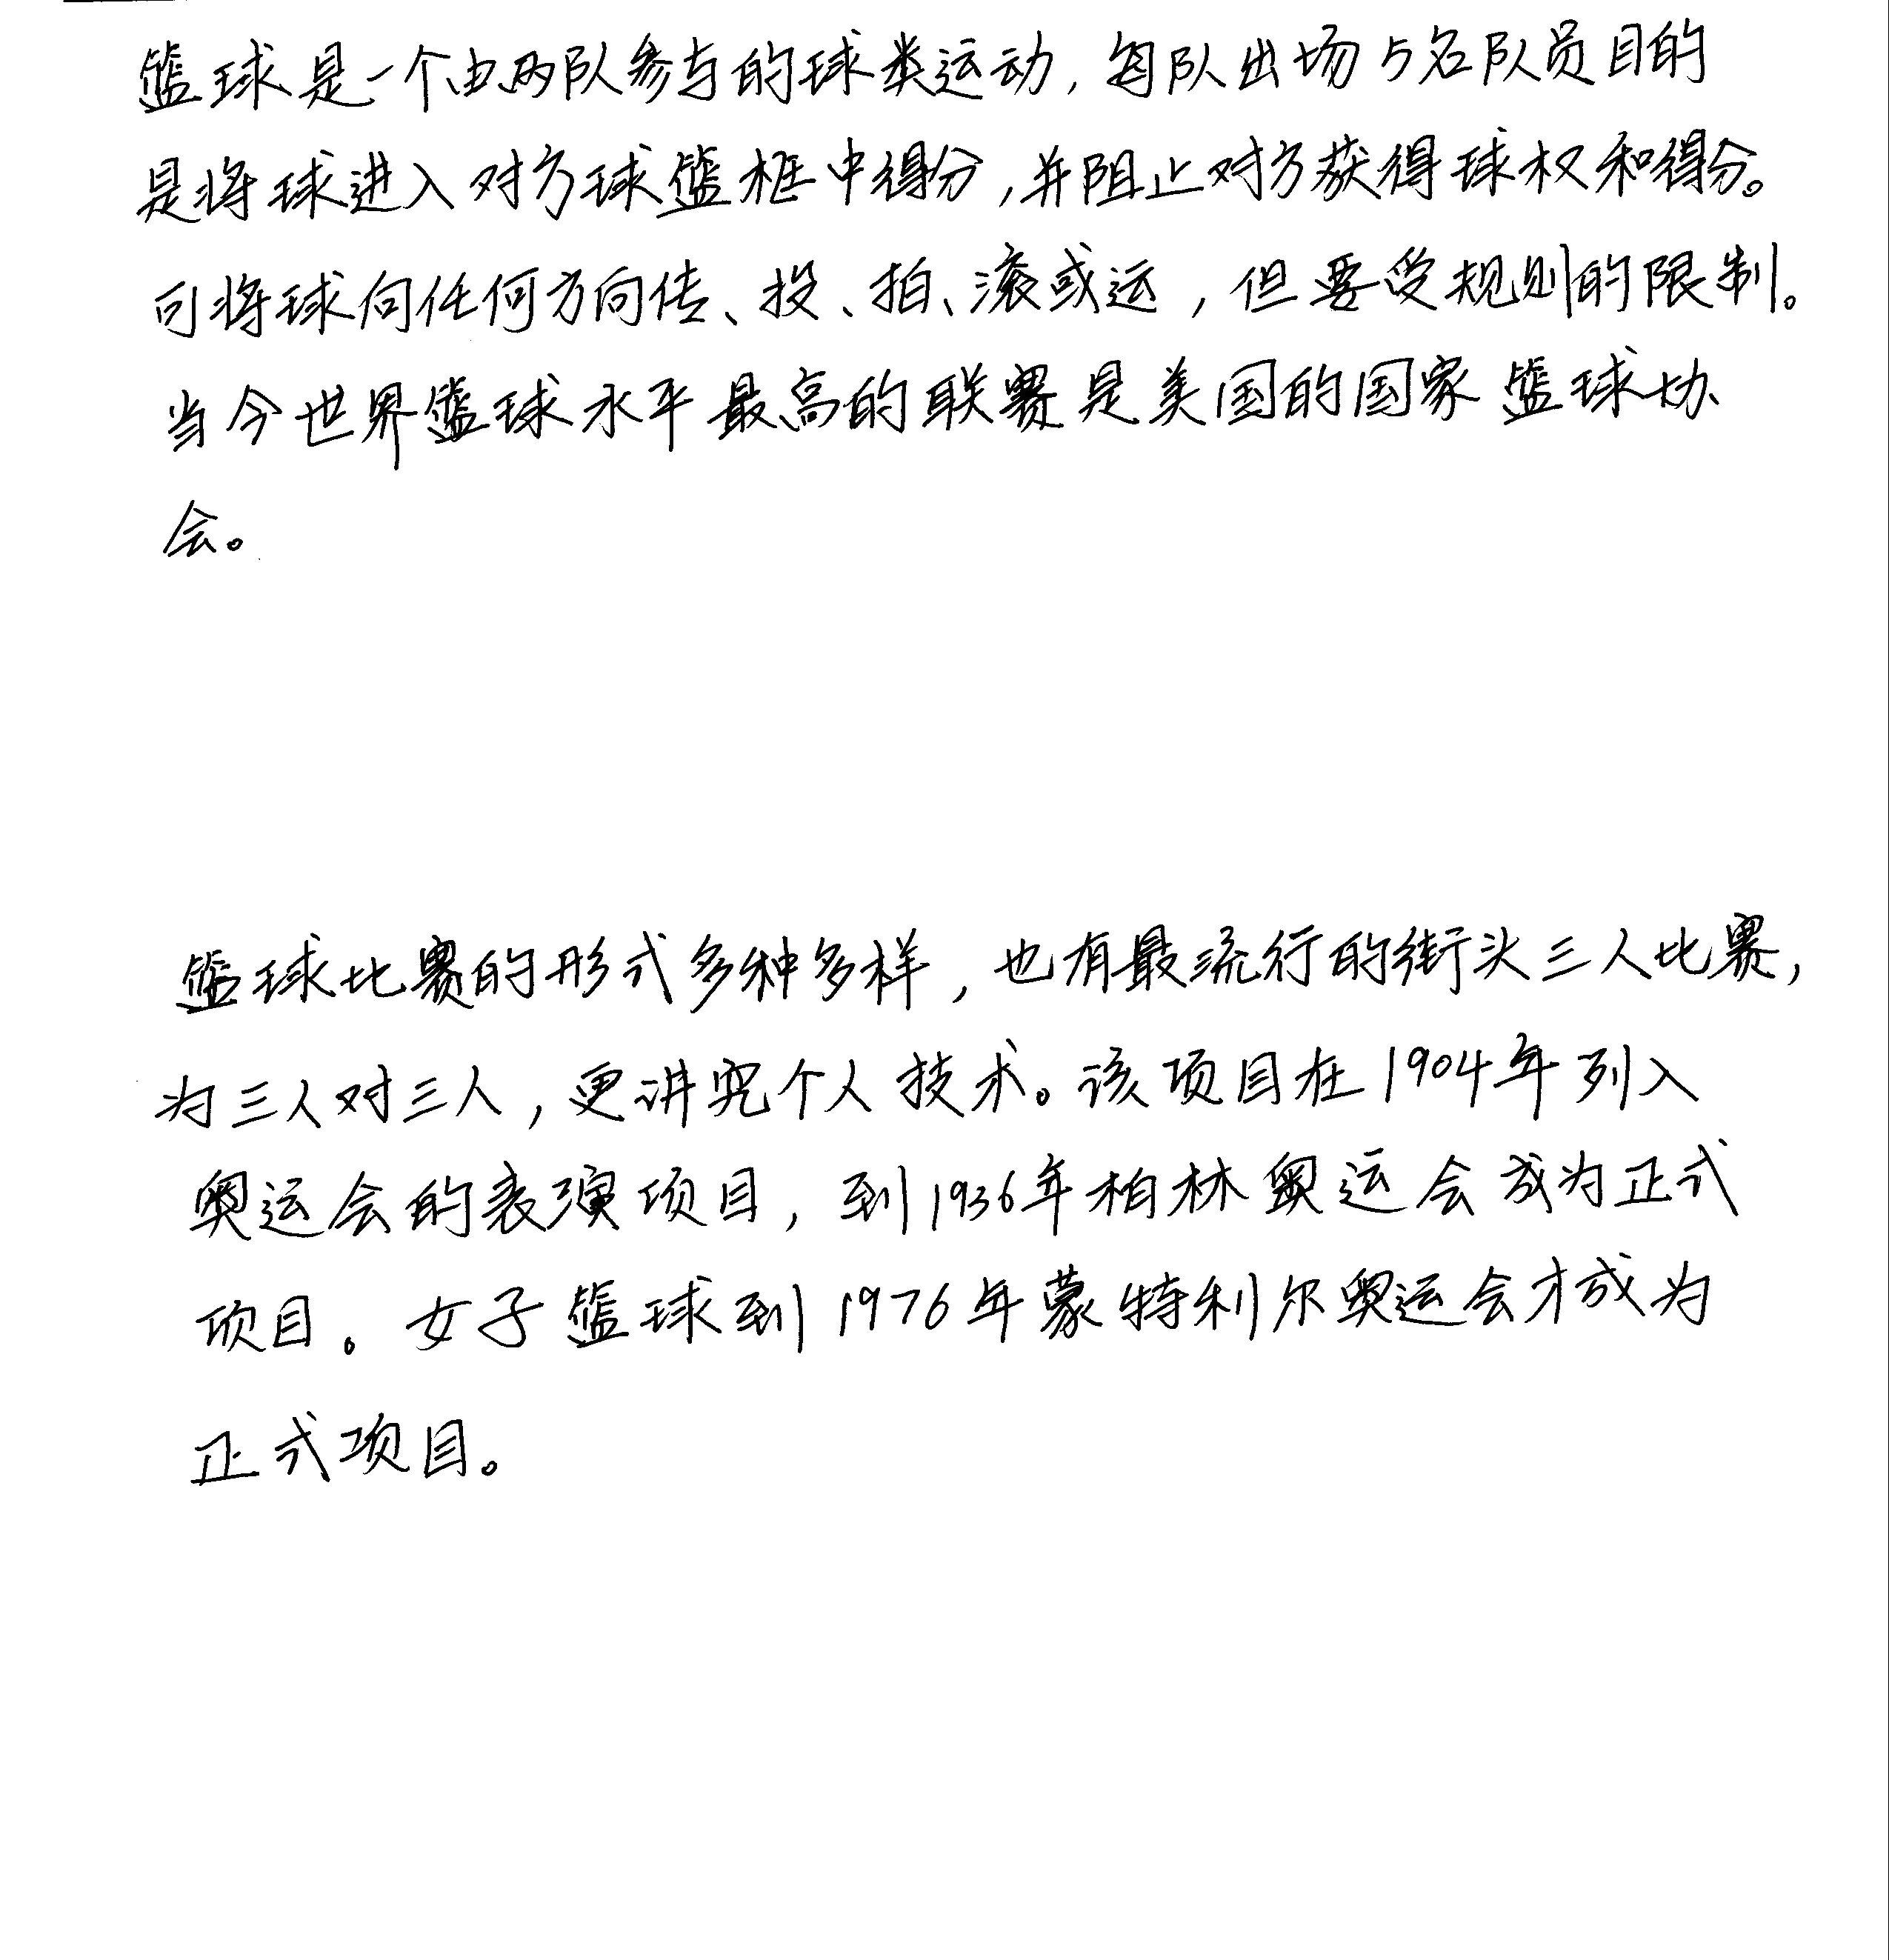 篮球是一个由两队参与的球类运动,每队出场5名队员目的
是将球进入对方球篮框中得分,并阻止对方获得球权和得分。
可将球向任何方向传、投、拍、滚或运,但要受规则的限制。
当今世界篮球水平最高的联赛是美国的国家篮球协
会。
篮球比赛的形式多种多样,也有最流行的街头三人比赛,
为三人对三人,更讲究个人技术。该项目在1904年列入
奥运会的表演项目,到1936年柏林奥运会成为正式
项目。女子篮球到1976年蒙特利尔奥运会才成为
正式项目。